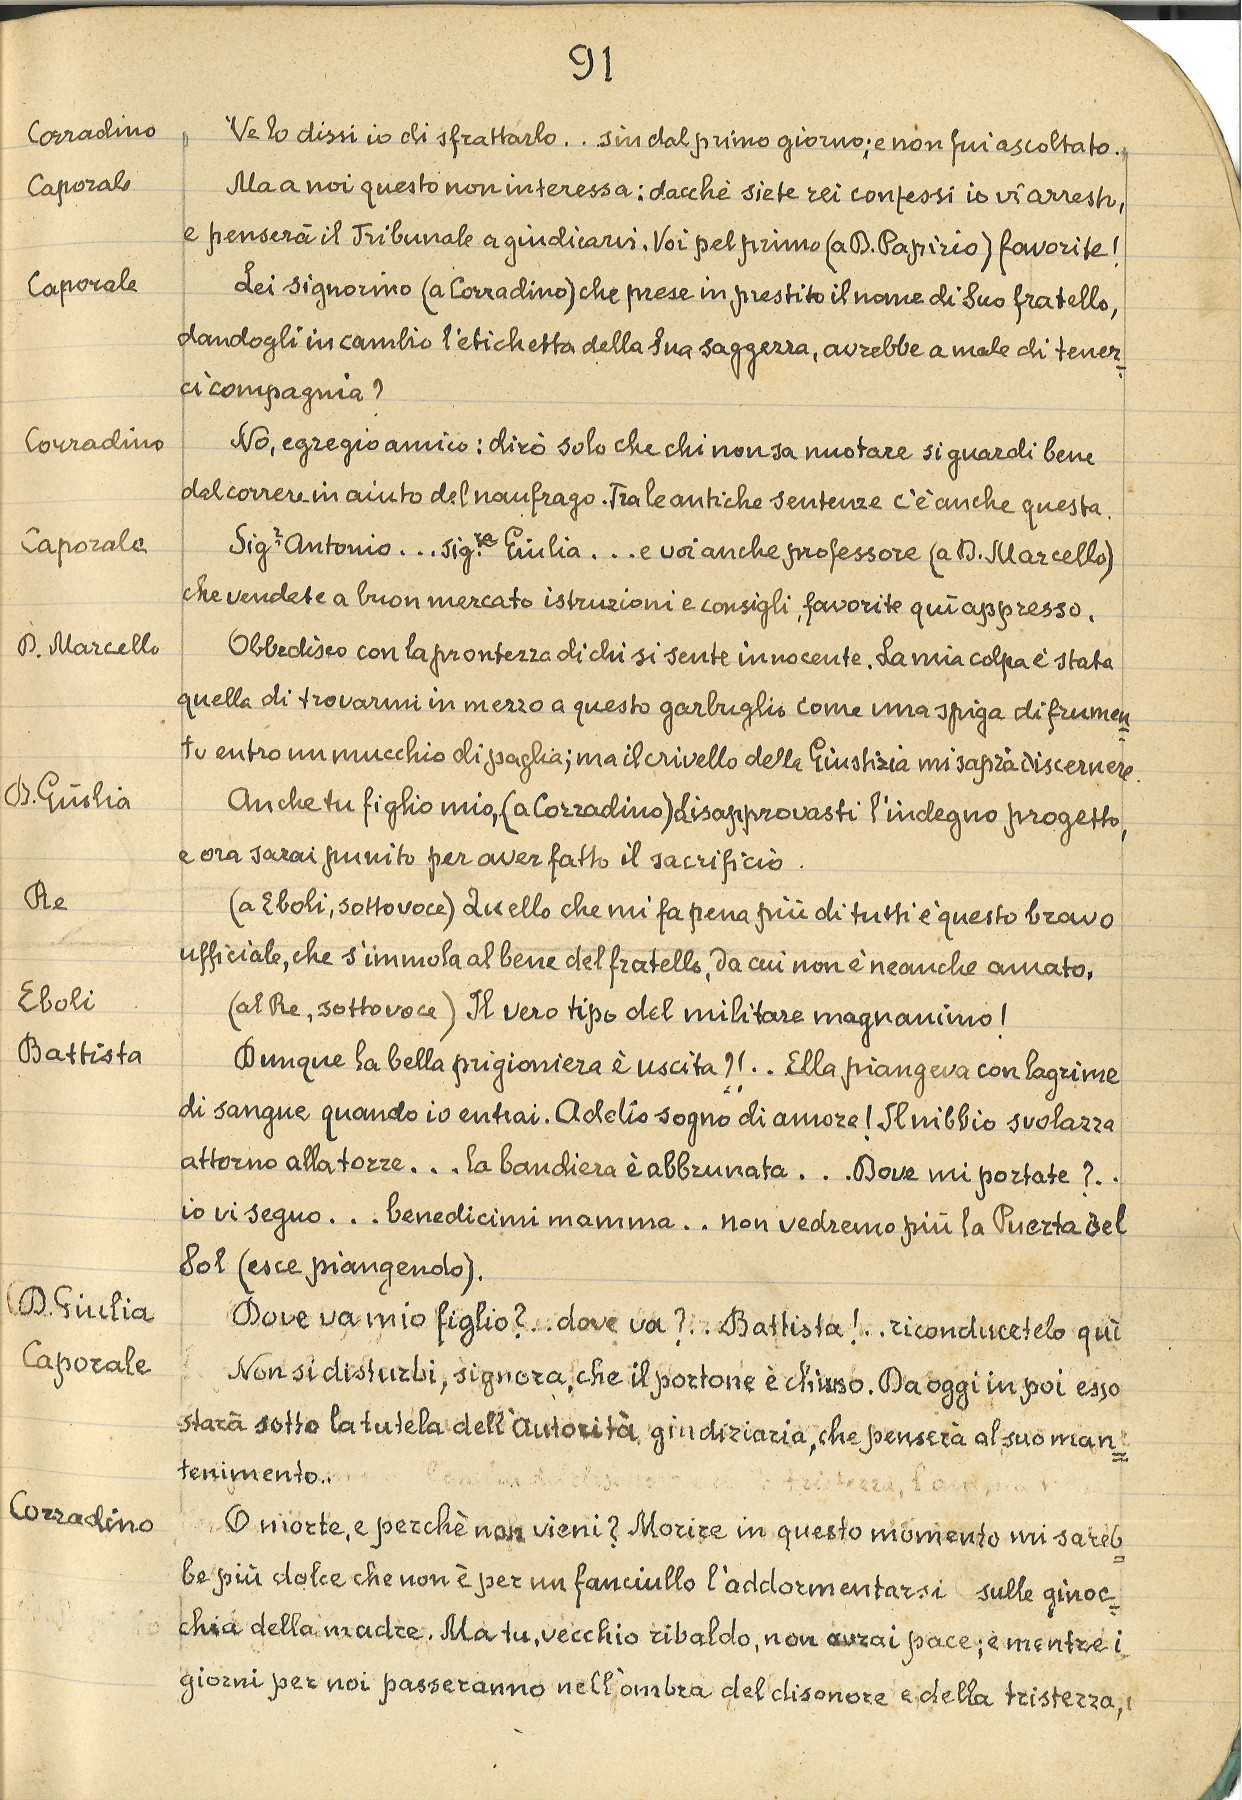 91
Corradino Ve lo dissi io di sfrattarlo . . sin dal primo giorno; e non fui ascoltato . .
Caporale Ma a noi questo non interessa: dacchè siete rei confessi io vi arresto,
e penserà il Tribunale a giudicarvi. Voi pel primo (a D. Papirio) favorite!
Caporale Lei signorino (a Corradino) che prese in prestito il nome di Suo fratello,
dandogli in cambio l'etichetta della Sua saggezza, avrebbe a male di tener=
ci compagnia?
Corradino No, egregio amico: dirò solo che chi non sa nuotare si guardi bene
dal correre in aiuto del naufrago. Tra le antiche sentenze c'è anche questa.
Caporale Sig.r Antonio . . . sig.re Giulia . . . e voi anche professore (a D. Marcello)
che vendete a buon mercato istruzioni e consigli, favorite quì appresso.
D. Marcello Obbedisco con la prontezza di chi si sente innocente. La mia colpa è stata
quella di trovarmi in mezzo a questo garbuglio come una spiga di frumen=
to entro un mucchio di paglia; ma il crivello della Giustizia mi saprà discernere.
D. Giulia Anche tu figlio mio, (a Corradino) disapprovasti l'indegno progetto,
e ora sarai punito per aver fatto il sacrificio .
Re (a Eboli, sottovoce) Quello che mi fa pena più di tutti è questo bravo
ufficiale, che s'immola al bene del fratello, da cui non è neanche amato.
Eboli (al Re, sottovoce) Il vero tipo del militare magnanimo!
Battista Dunque la bella prigioniera è uscita?! . . Ella piangeva con lagrime
di sangue quando io entrai. Addio sogno di amore! Il nibbio svolazza
attorno alla torre . . . la bandiera è abbrunata . . . Dove mi portate? . .
io vi seguo . . . benedicimi mamma . . non vedremo più la Puerta del
Sol (esce piangendo).
D. Giulia Dove va mio figlio? . . dove va? . . Battista! . . riconducetelo quì
Caporale Non si disturbi, signora, che il portone è chiuso. Da oggi in poi esso
starà sotto la tutela dell'Autorità giudiziaria, che penserà al suo man=
tenimento..
Corradino O morte, e perchè non vieni? Morire in questo momento mi sareb=
be più dolce che non è per un fanciullo l'addormentarsi sulle ginoc=
chia della madre. Ma tu, vecchio ribaldo, non avrai pace; e mentre i
giorni per noi passeranno nell'ombra del disonore e della tristezza,